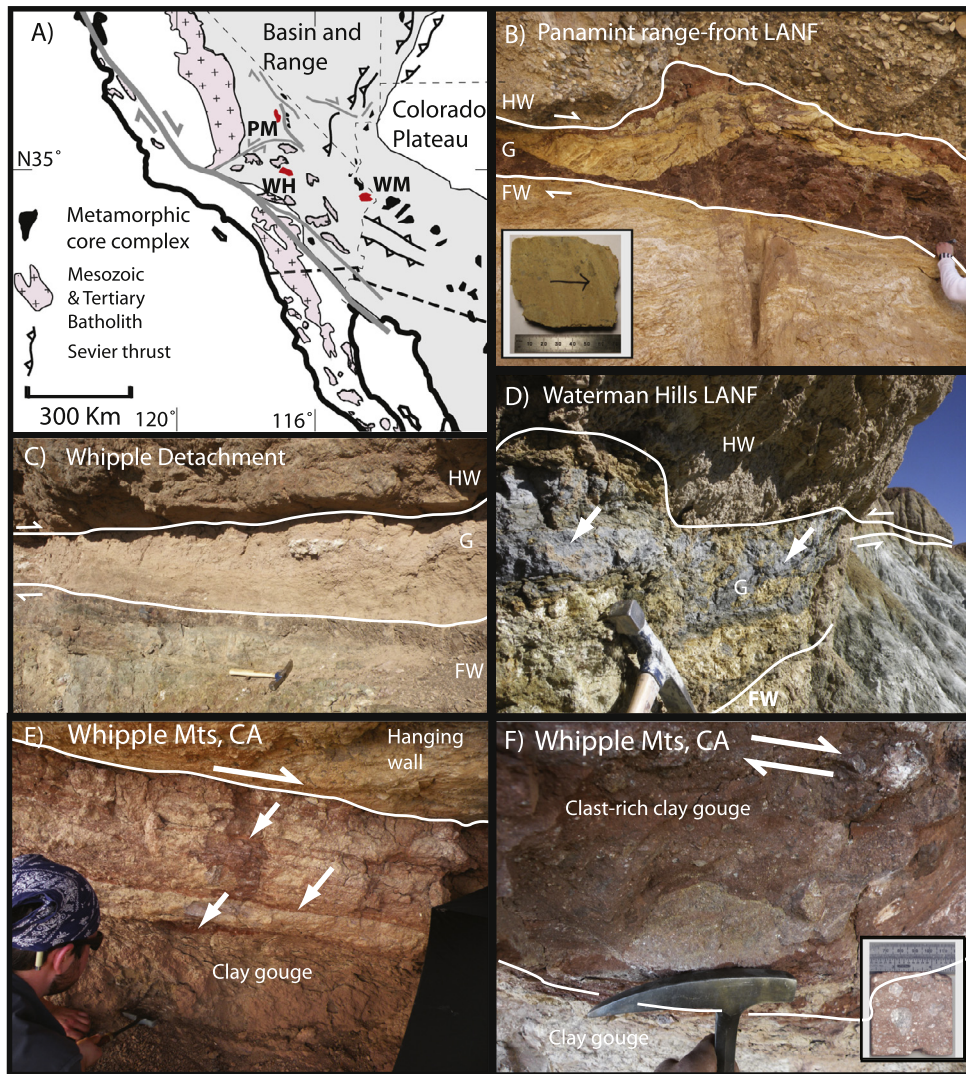 A)
Basin and
Range
Colorado
Plateau
PM
WH
WM
N35°
Metamorphic
core complex
Mesozoic
& Tertiary
Batholith
Sevier thrust
300 Km
120°
116°
B) Panamint range-front LANF
HW
G
FW
C) Whipple Detachment
HW
G
FW
D) Waterman Hills LANF
HW
G
FW
E) Whipple Mts, CA
Hanging
wall
Clay gouge
F) Whipple Mts, CA
Clast-rich clay gouge
Clay gouge